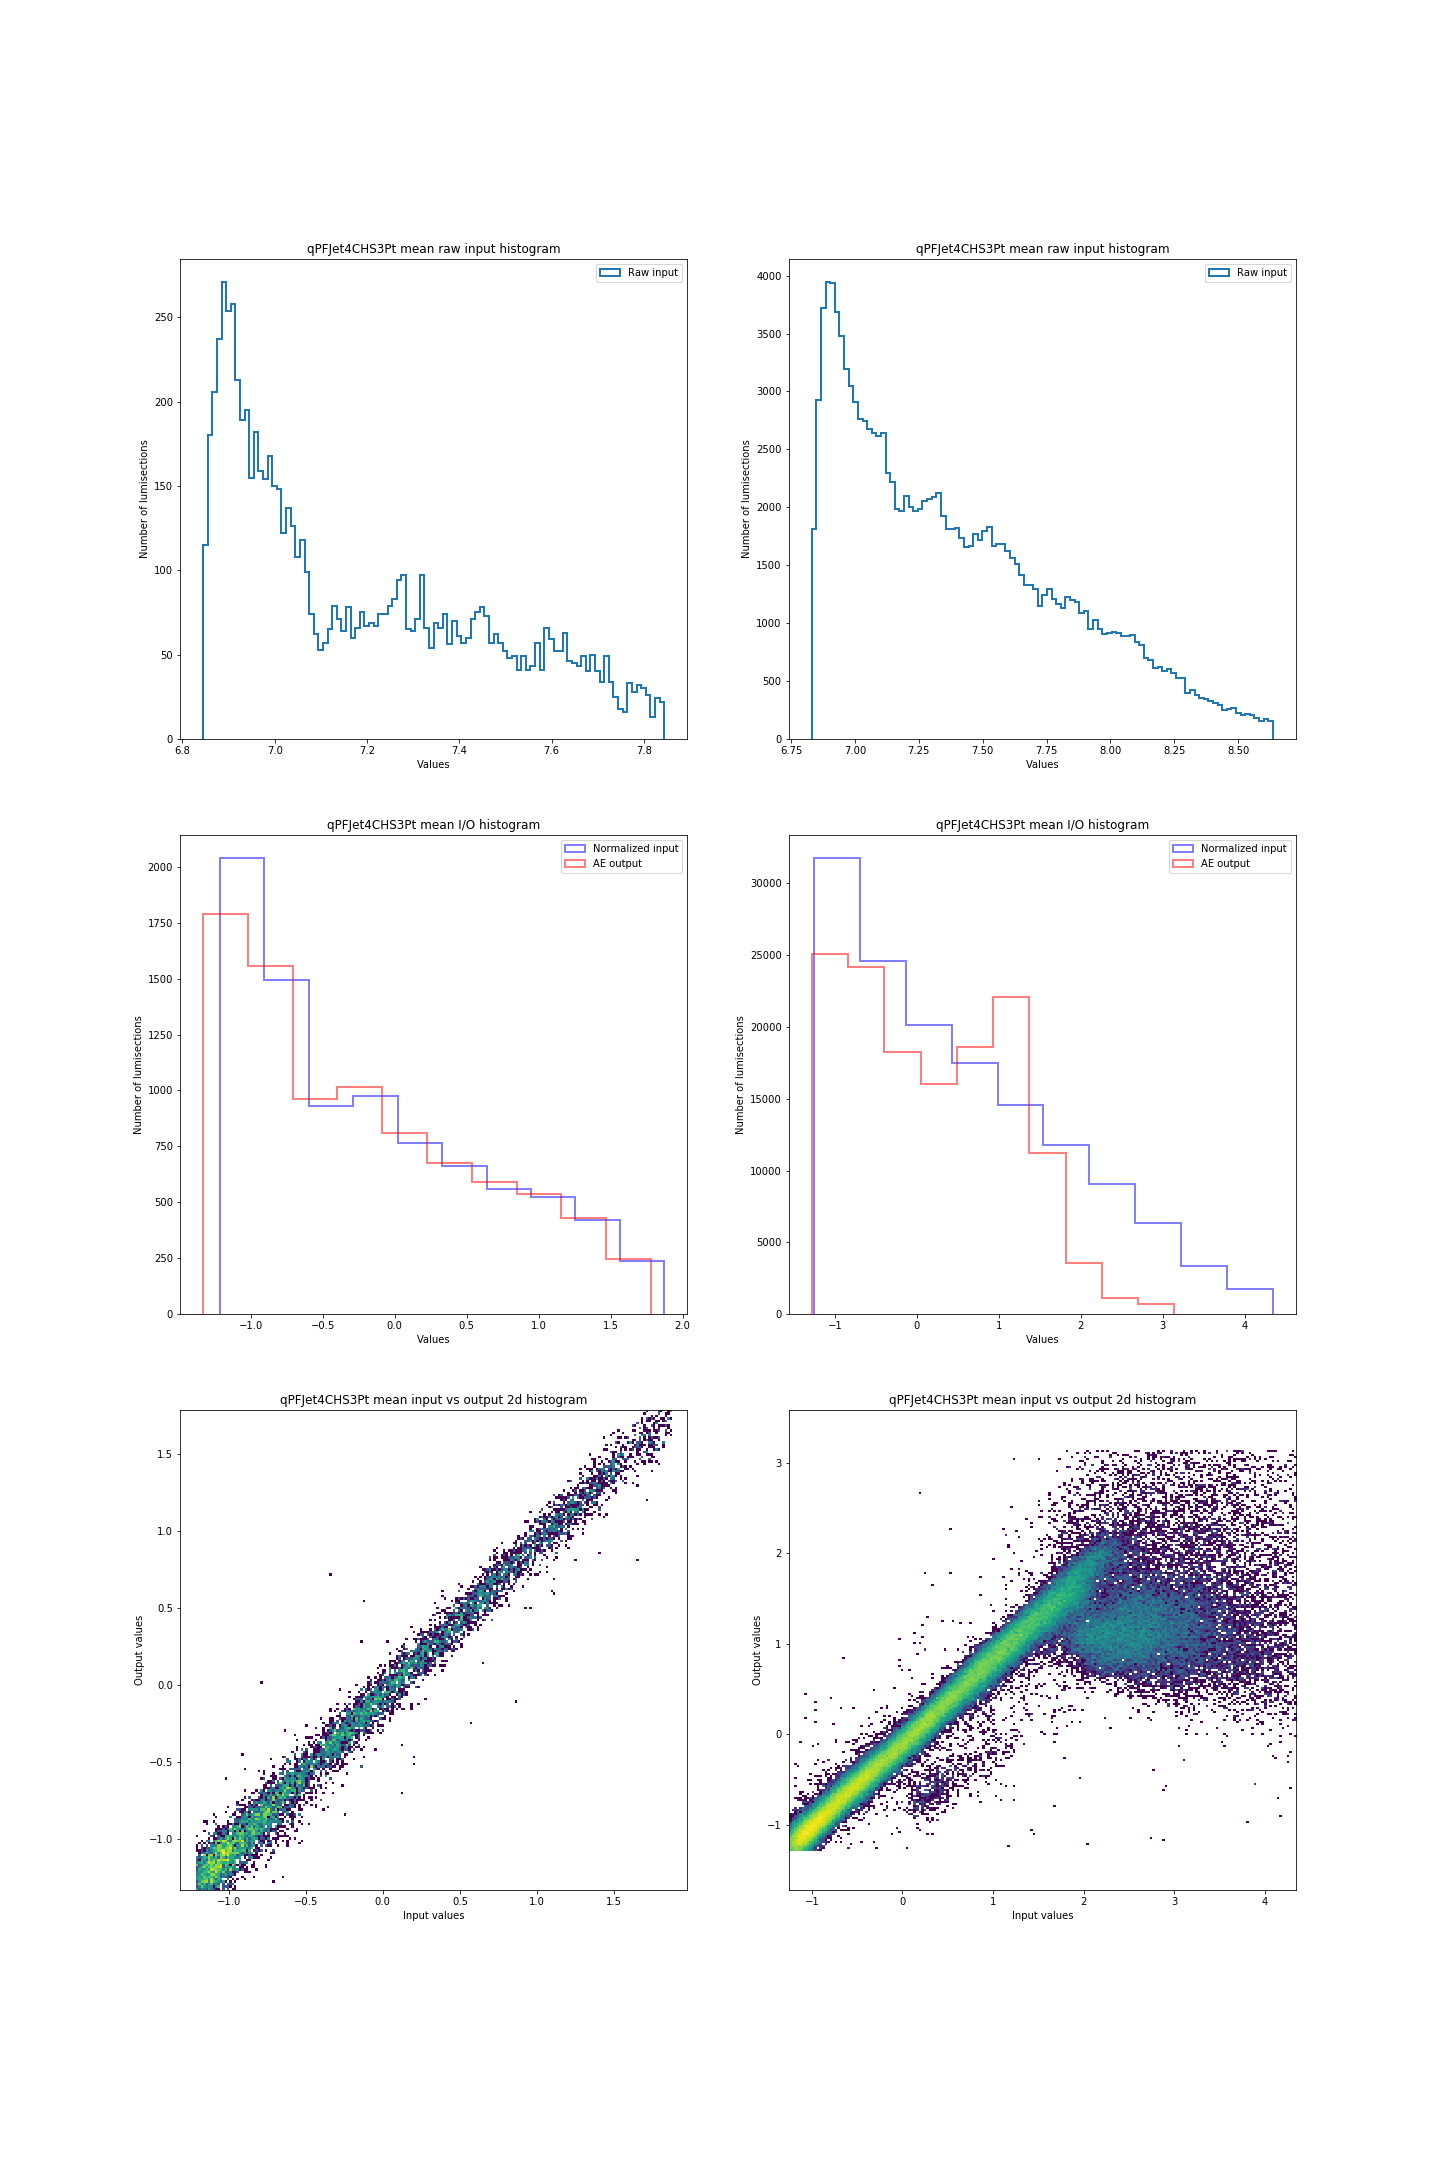 qPFJet4CHS3Pt mean raw input histogram
Raw input
Number of lumisections
250
200
150
100
50
0
6.8 7.0 7.2 7.4 7.6 7.8
Values
qPFJet4CHS3Pt mean raw input histogram
Raw input
Number of lumisections
4000
3500
3000
2500
2000
1500
1000
500
0
6.75 7.00 7.25 7.50 7.75 8.00 8.25 8.50
Values
qPFJet4CHS3Pt mean I/O histogram
Normalized input
AE output
Number of lumisections
2000
1750
1500
1250
1000
750
500
250
0
−1.0 −0.5 0.0 0.5 1.0 1.5 2.0
Values
qPFJet4CHS3Pt mean I/O histogram
Normalized input
AE output
Number of lumisections
30000
25000
20000
15000
10000
5000
0
−1 0 1 2 3 4
Values
qPFJet4CHS3Pt mean input vs output 2d histogram
Output values
1.5
1.0
0.5
0.0
−0.5
−1.0
−1.0 −0.5 0.0 0.5 1.0 1.5
Input values
qPFJet4CHS3Pt mean input vs output 2d histogram
Output values
3
2
1
0
−1
−1 0 1 2 3 4
Input values